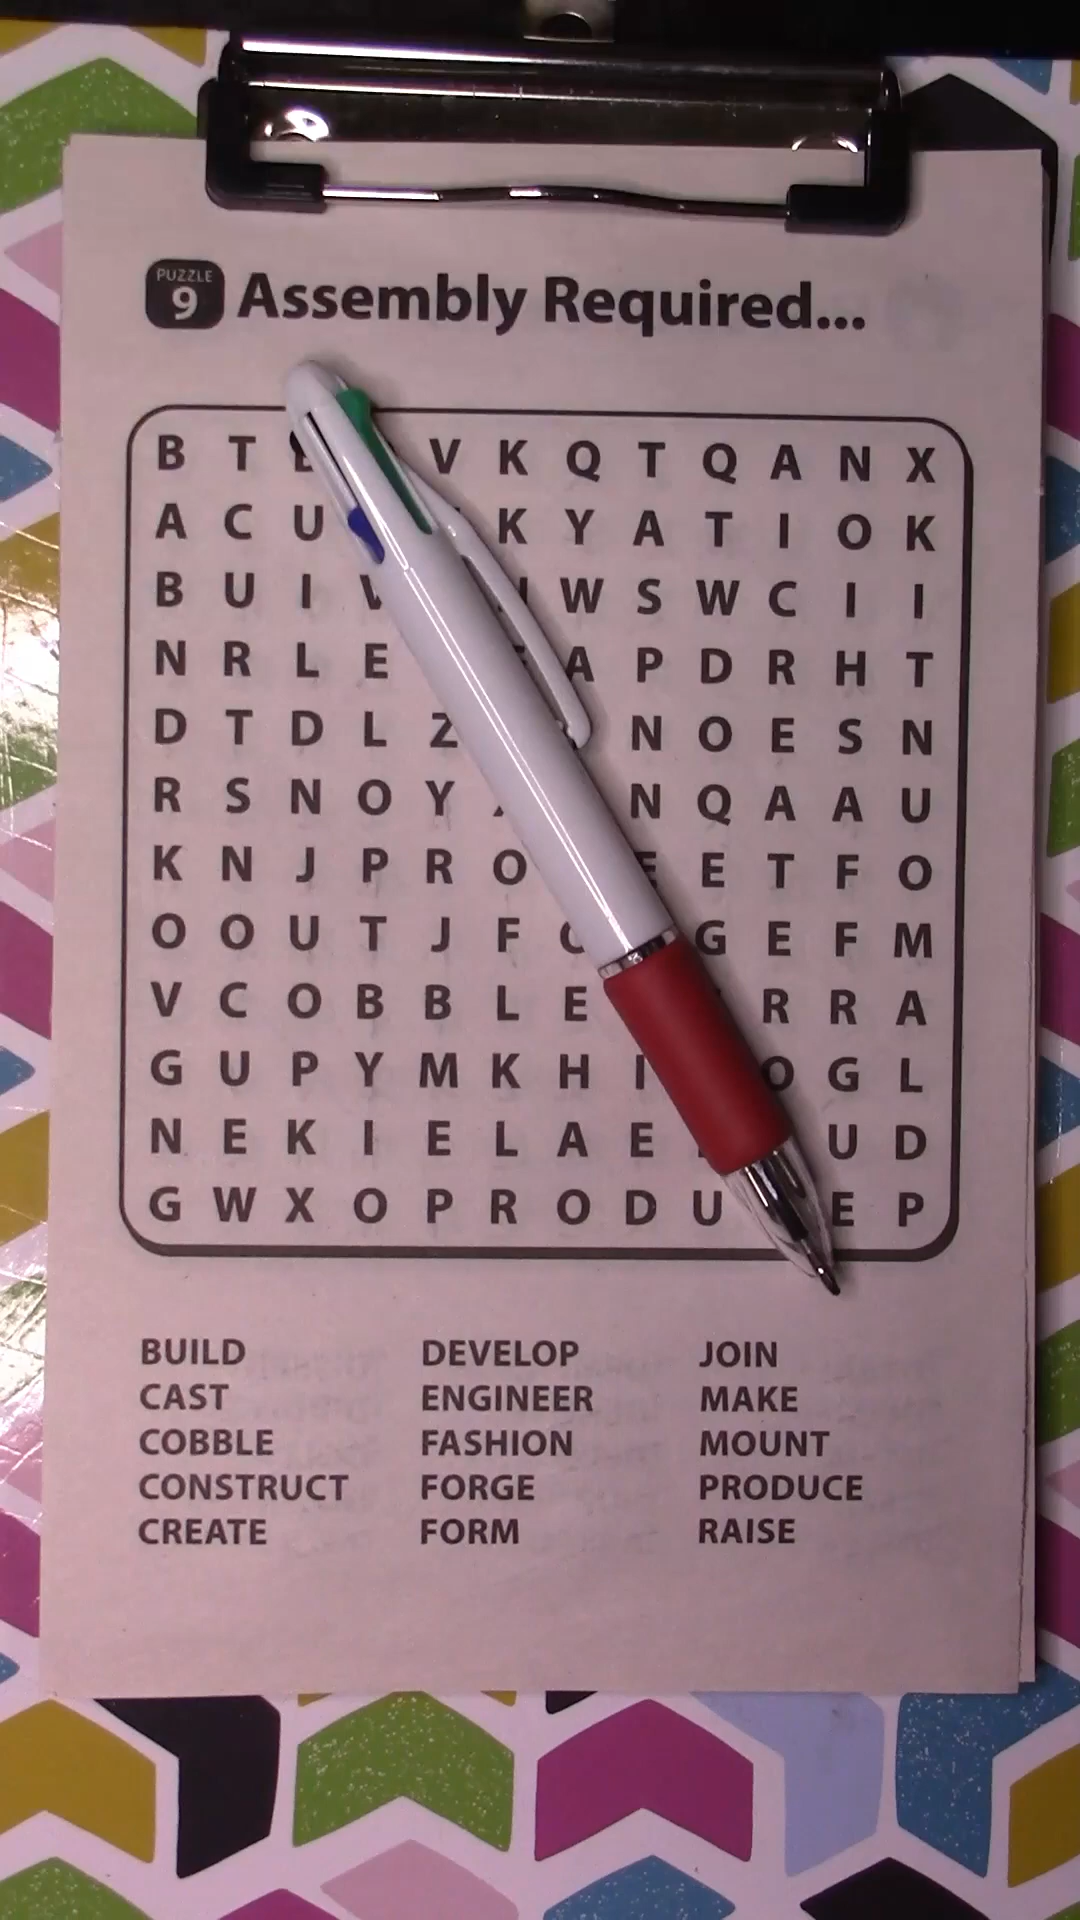 PUZZLE
9 Assembly Required...
B T V K Q T Q A N X
A C U K Y A T I O K
B U I W S W C I I
N R L E A P D R H T
D T D L Z N O E S N
R S N O Y N Q A A U
K N J P R O E E T F O
O O U T J F G E F M
V C O B B L E R R A
G U P Y M K H I O G L
N E K I E L A E U D
G W X O P R O D U E P
BUILD DEVELOP JOIN
CAST ENGINEER MAKE
COBBLE FASHION MOUNT
CONSTRUCT FORGE PRODUCE
CREATE FORM RAISE